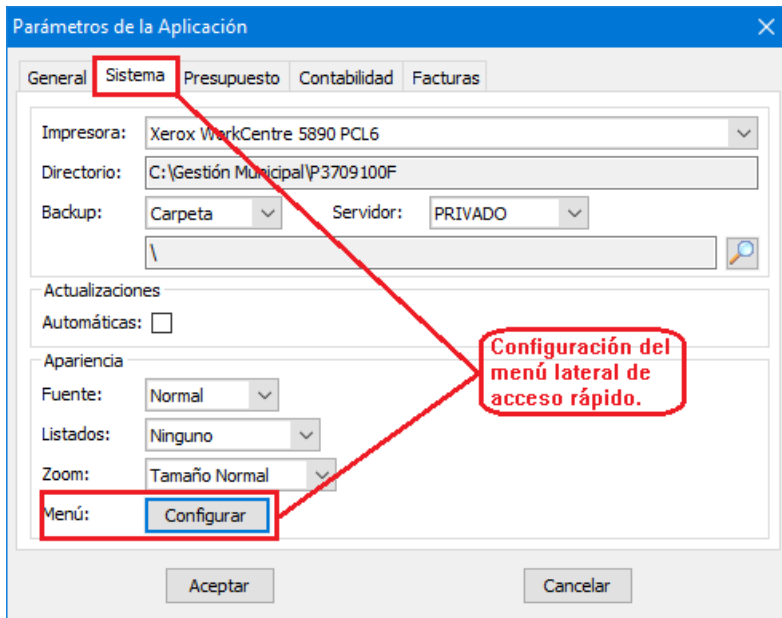 Parámetros de la Aplicación
General Sistema Presupuesto Contabilidad Facturas
Impresora: Xerox WorkCentre 5890 PCL6
Directorio: C:\Gestión Municipal\P3709100F
Backup: Carpeta Servidor: PRIVADO
\
Actualizaciones
Automáticas:
Apariencia
Fuente: Normal
Listados: Ninguno
Zoom: Tamaño Normal
Menú: Configurar
Configuración del
menú lateral de
acceso rápido.
Aceptar Cancelar